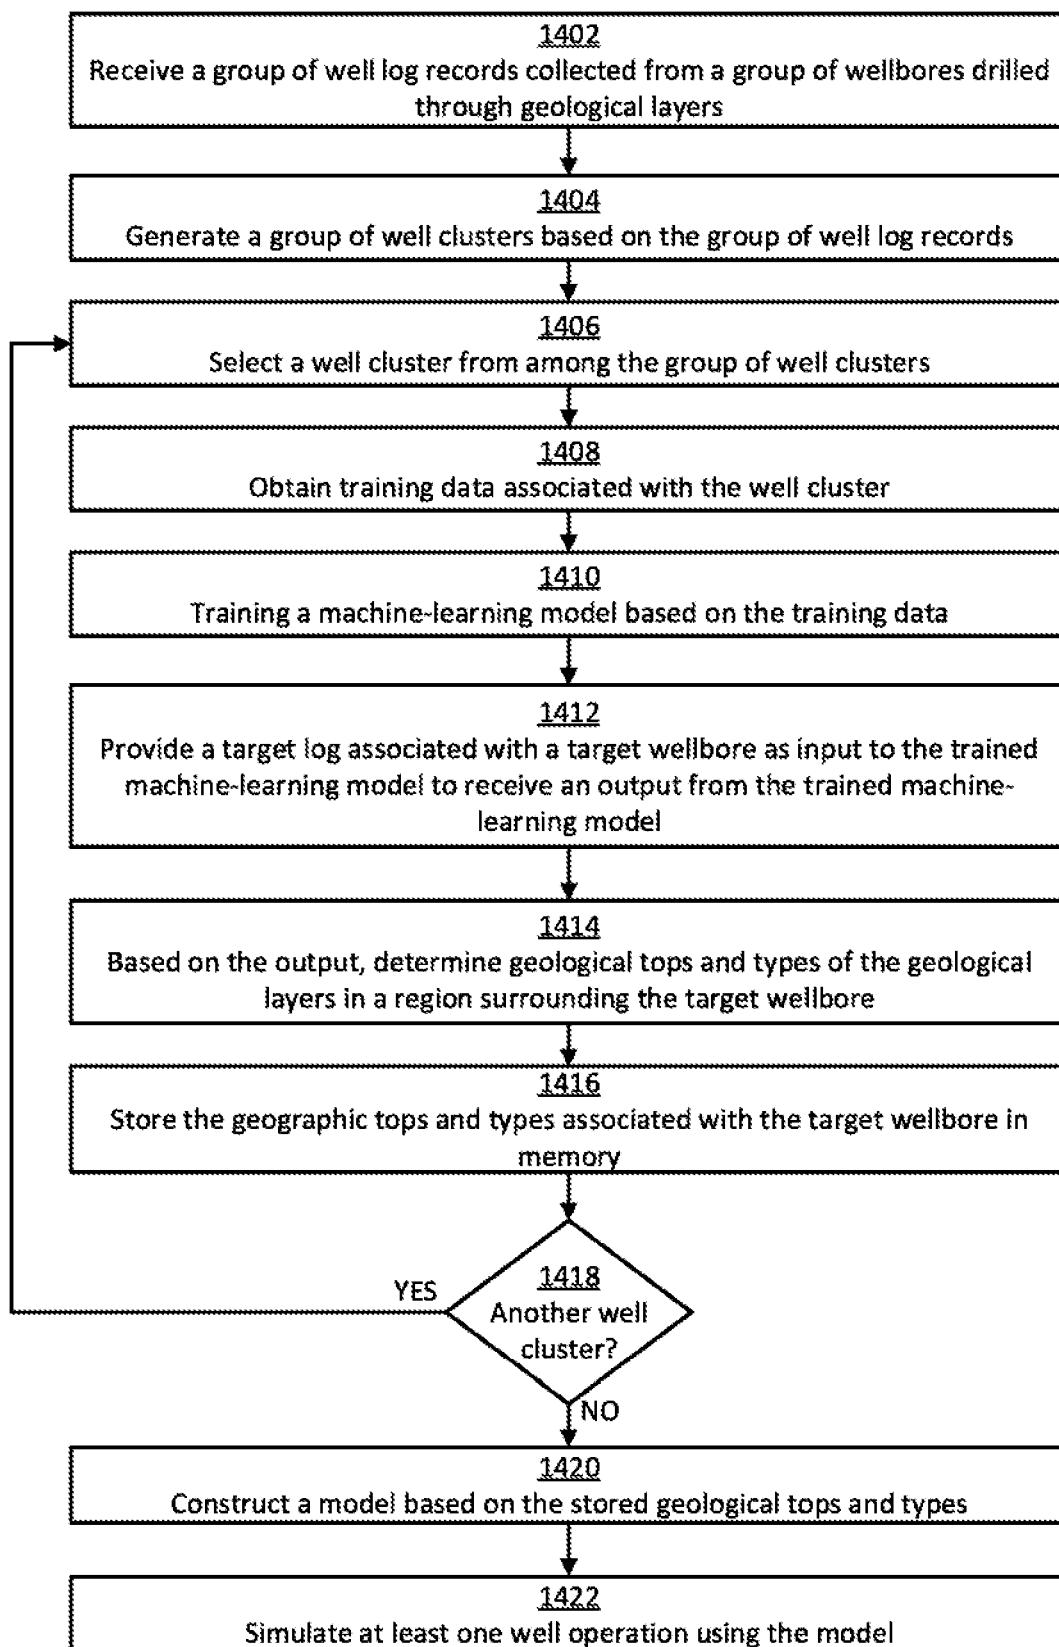 1402
Receive a group of well log records collected from a group of wellbores drilled
through geological layers
1404
Generate a group of well clusters based on the group of well log records
1406
Select a well cluster from among the group of well clusters
1408
Obtain training data associated with the well cluster
1410
Training a machine-learning model based on the training data
1412
Provide a target log associated with a target wellbore as input to the trained
machine-learning model to receive an output from the trained machine-
learning model
1414
Based on the output, determine geological tops and types of the geological
layers in a region surrounding the target wellbore
1416
Store the geographic tops and types associated with the target wellbore in
memory
YES
1418
Another well
cluster?
NO
1420
Construct a model based on the stored geological tops and types
1422
Simulate at least one well operation using the model